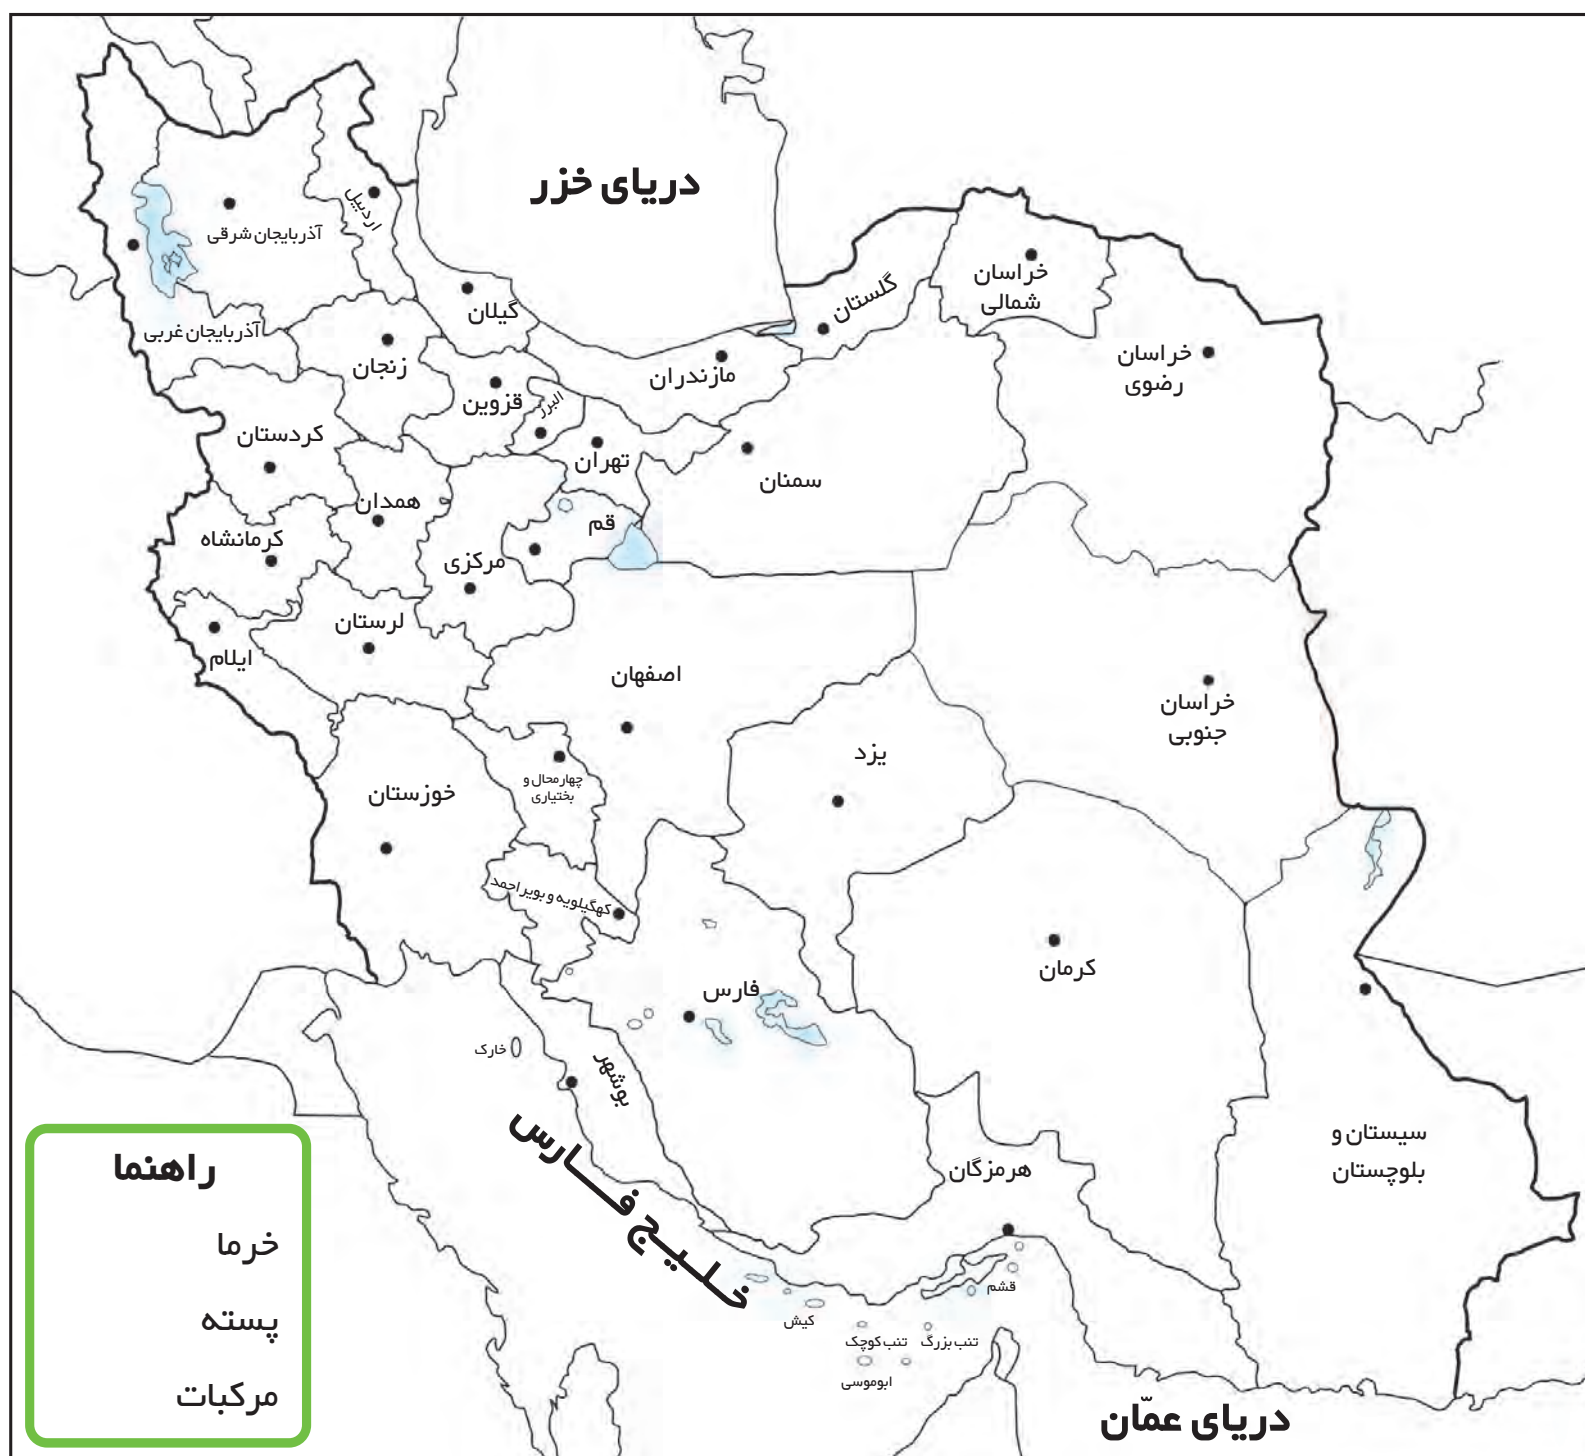 دریای خزر
اردبیل
آذربایجان شرقی
گیلان
آذربایجان غربی
زنجان
قزوین
البرز
مازندران
گلستان
خراسان
شمالی
خراسان
رضوی
کردستان
تهران
سمنان
همدان
قم
کرمانشاه
مرکزی
لرستان
ایلام
اصفهان
خراسان
جنوبی
یزد
خوزستان
چهارمحال و
بختیاری
کهگیلویه و بویراحمد
کرمان
فارس
خارک
بوشهر
سیستان و
بلوچستان
هرمزگان
خلیج فارس
قشم
کیش
تنب کوچک
تنب بزرگ
ابوموسی
دریای عمّان
راهنما
خرما
پسته
مرکبات